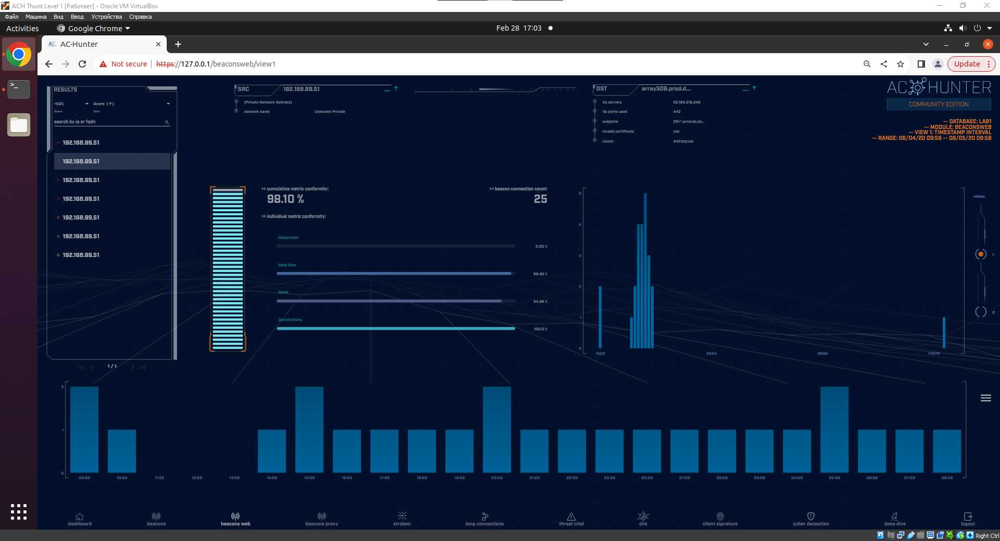 ACH Thunt Level 1 [Работает] - Oracle VM VirtualBox
Файл Машина Вид Ввод Устройства Справка
Activities Google Chrome Feb 28 17:03
AC-Hunter
Not secure https://127.0.0.1/beaconsweb/view1 Update
RESULTS
>50% Score [▼]
Score Sort
search by ip or fqdn
192.168.99.51
192.168.99.51
192.168.99.51
192.168.99.51
192.168.99.51
192.168.99.51
192.168.99.51
1 / 1
SRC 192.168.99.51
[Private Network Address]
network name Unknown Private
DST array506.prod.d...
tls servers 52.184.216.246
tls ports used 443
subjects CN=*.prod.do.ds...
invalid certificate yes
comm 443:tcp:ssl
AC HUNTER
COMMUNITY EDITION
-- DATABASE: LAB1
-- MODULE: BEACONSWEB
-- VIEW 1: TIMESTAMP INTERVAL
-- RANGE: 06/04/20 09:59 -- 06/05/20 09:58
>> cumulative metric conformity:
98.10 %
>> beacon connection count:
25
>> individual metric conformity:
Dispersion
0.00 %
Data Size
98.40 %
Skew
94.38 %
Connections
100.0 %
5
4
3
2
1
0
1502 5694 9886 14078
views
1
2
2
1
0
09:59 10:59 11:59 12:59 13:59 14:59 15:59 16:59 17:59 18:59 19:59 20:59 21:59 22:59 23:59 00:59 01:59 02:59 03:58 04:58 05:58 06:58 07:58 08:58
dashboard beacons beacons web beacons proxy strobes long connections threat intel dns client signature cyber deception deep dive logout
Right Ctrl